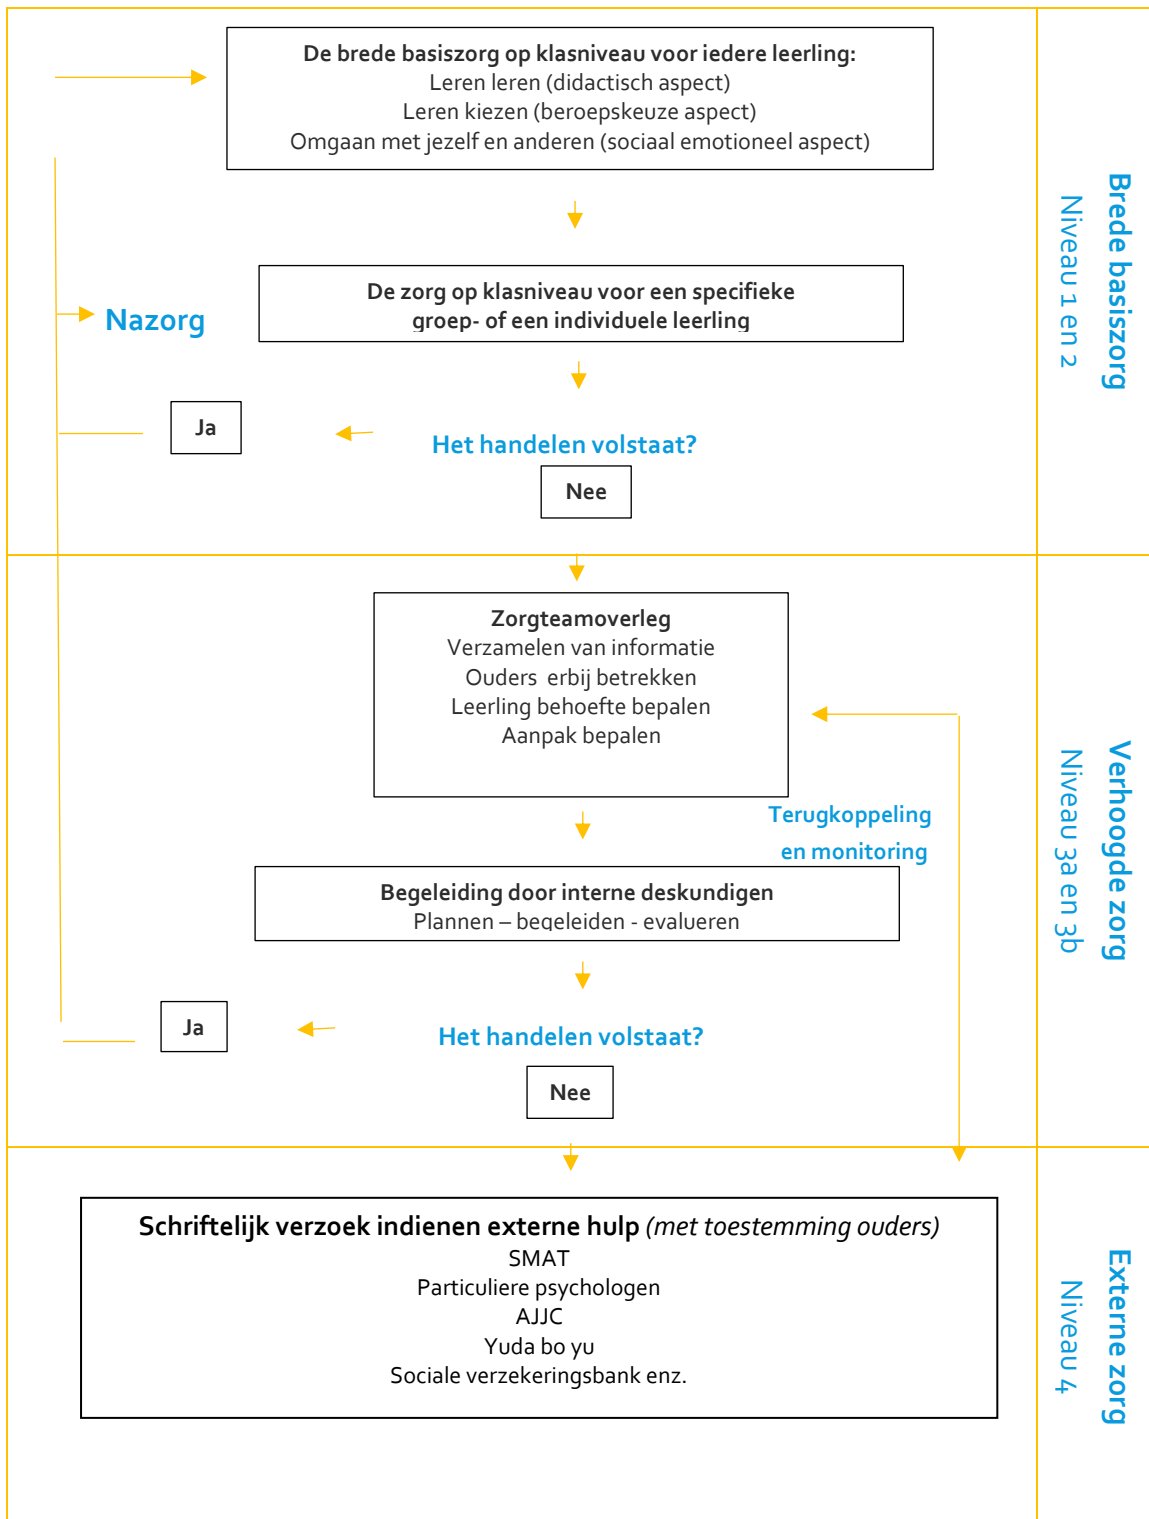 De brede basiszorg op klasniveau voor iedere leerling:
Leren leren (didactisch aspect)
Leren kiezen (beroepskeuze aspect)
Omgaan met jezelf en anderen (sociaal emotioneel aspect)
De zorg op klasniveau voor een specifieke
groep- of een individuele leerling
Nazorg
Ja
Het handelen volstaat?
Nee
Brede basiszorg
Niveau 1 en 2
Zorgteamoverleg
Verzamelen van informatie
Ouders erbij betrekken
Leerling behoefte bepalen
Aanpak bepalen
Terugkoppeling
en monitoring
Begeleiding door interne deskundigen
Plannen – begeleiden - evalueren
Ja
Het handelen volstaat?
Nee
Verhoogde zorg
Niveau 3a en 3b
Schriftelijk verzoek indienen externe hulp (met toestemming ouders)
SMAT
Particuliere psychologen
AJJC
Yuda bo yu
Sociale verzekeringsbank enz.
Externe zorg
Niveau 4